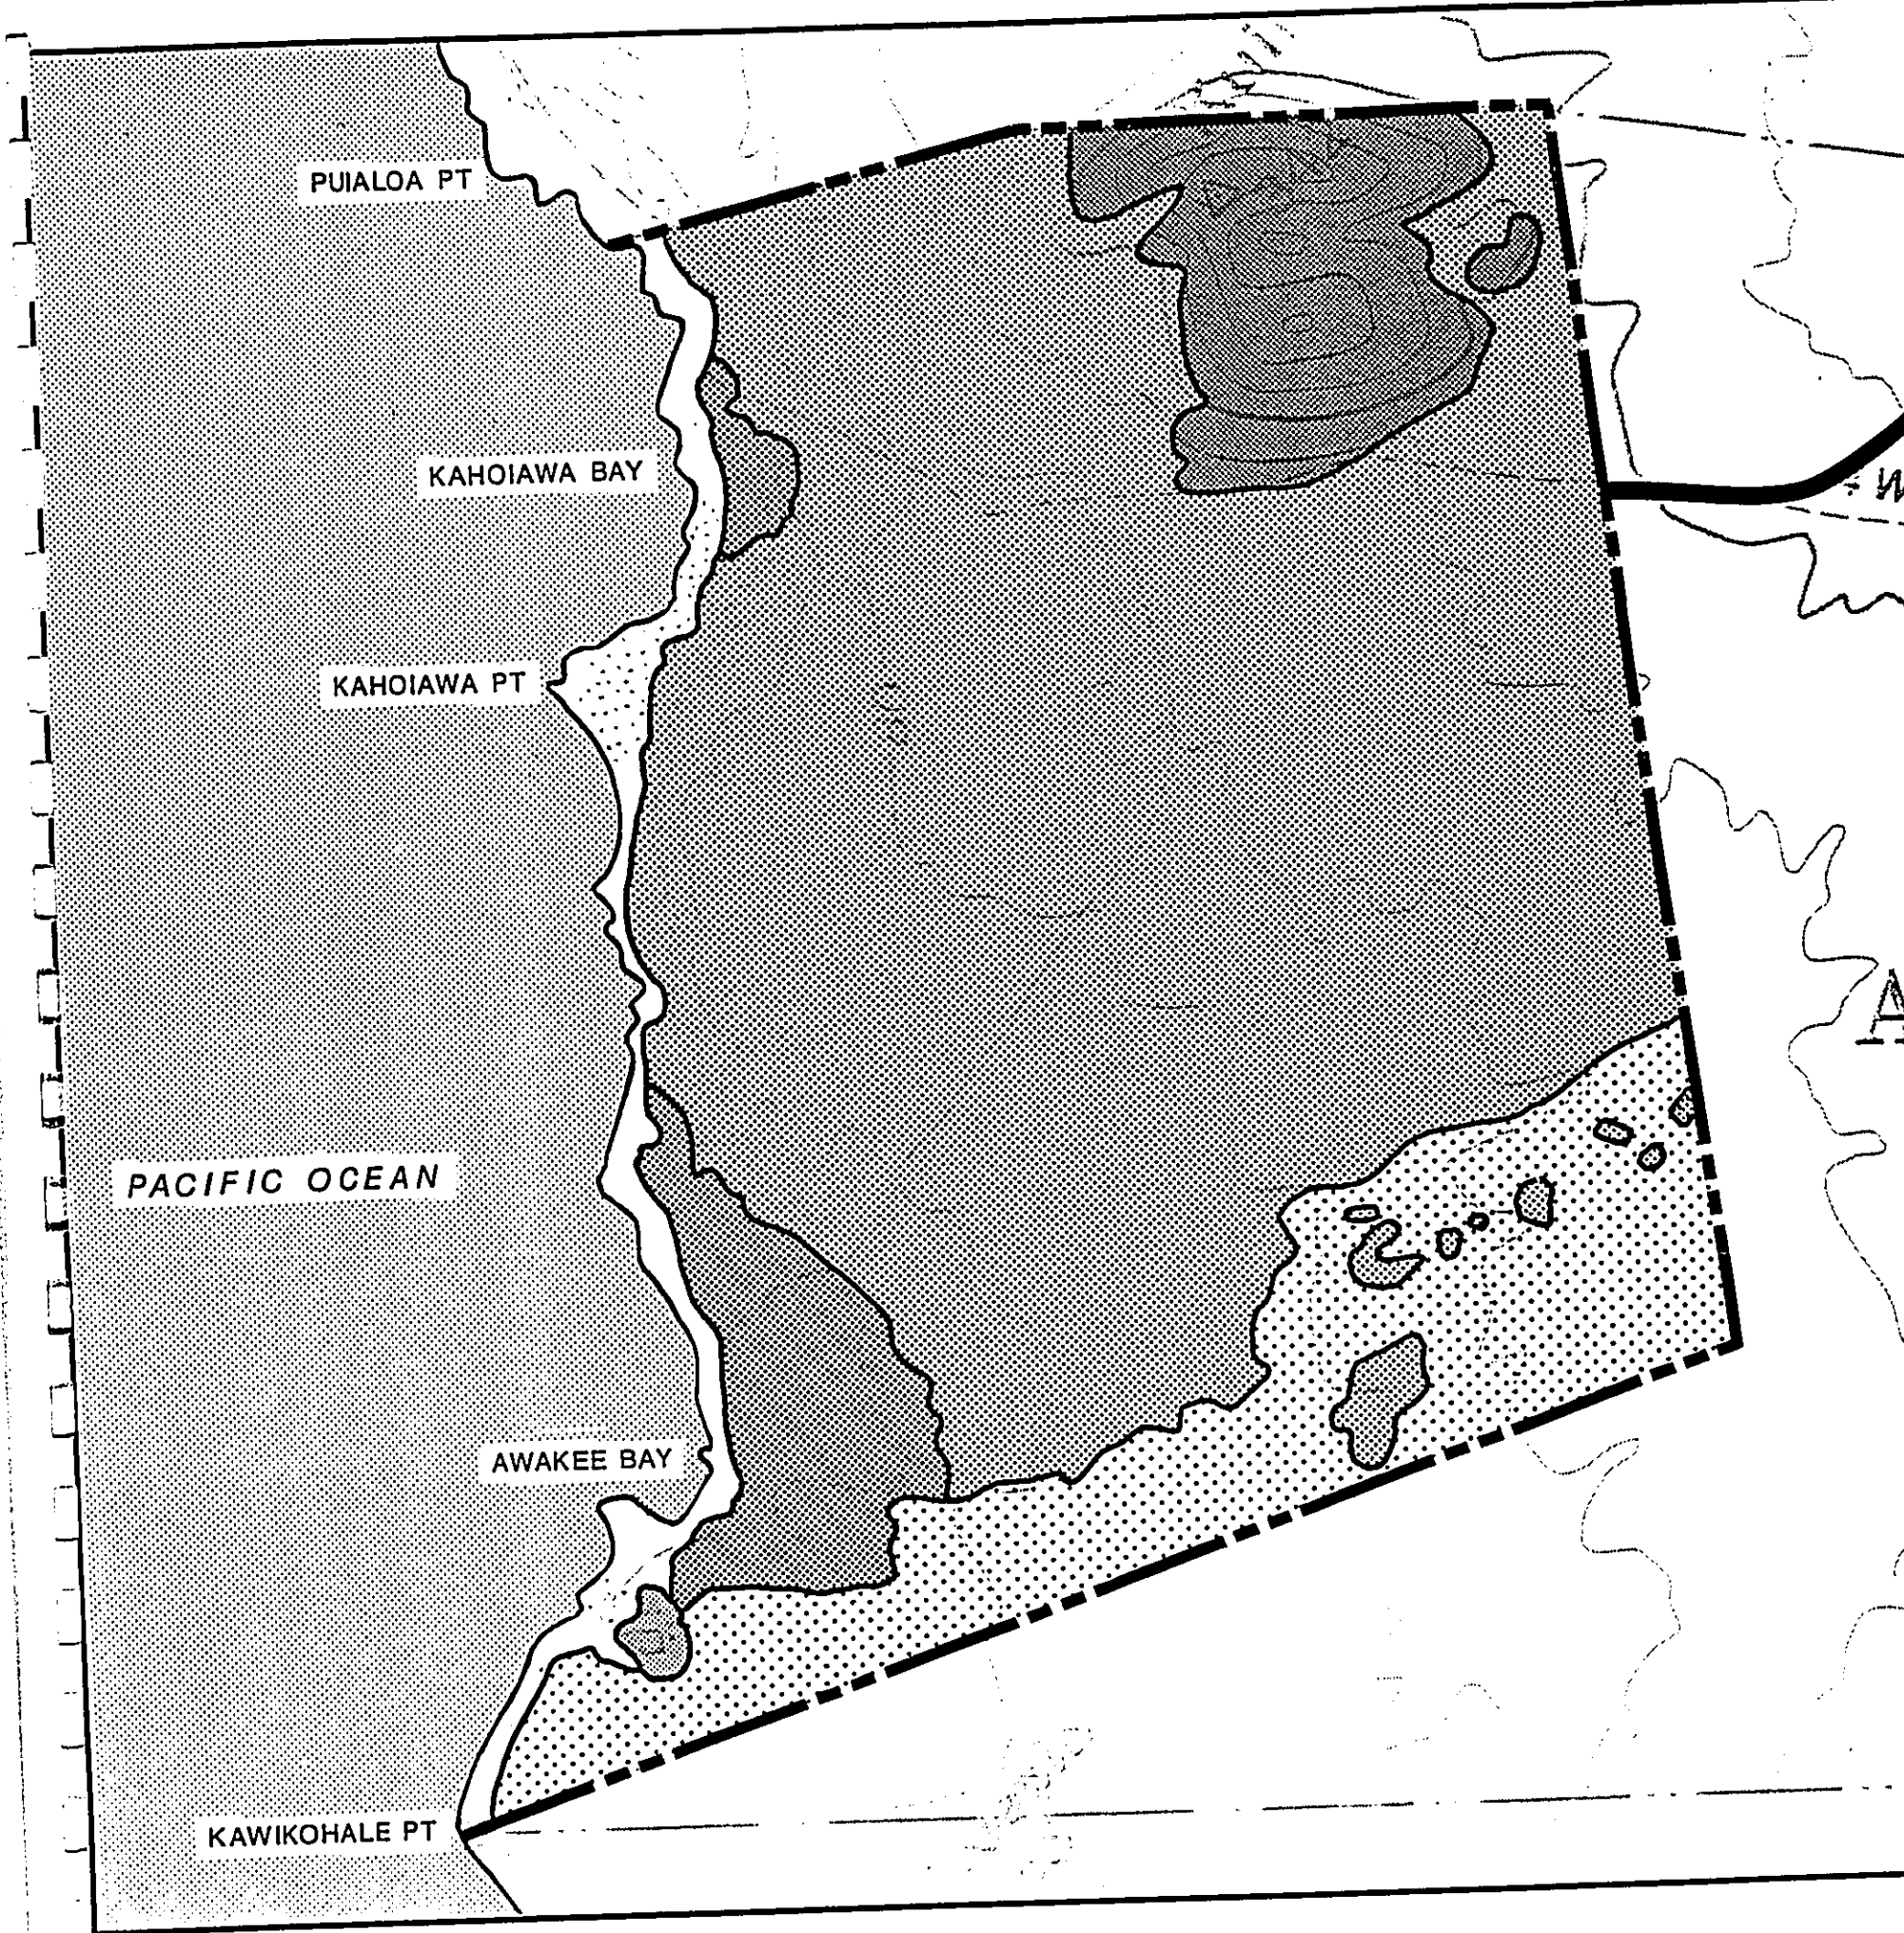 PUIALOA PT
KAHOIAWA BAY
KAHOIAWA PT
A
PACIFIC OCEAN
AWAKEE BAY
KAWIKOHALE PT